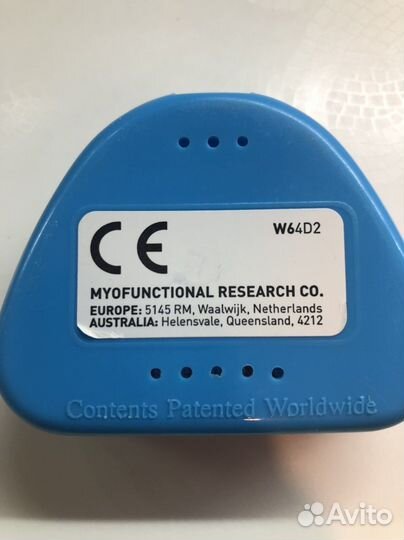 CE
W64D2
MYOFUNCTIONAL RESEARCH CO.
EUROPE: 5145 RM, Waalwijk, Netherlands
AUSTRALIA: Helensvale, Queensland, 4212
Contents Patented Worldwide
Avito